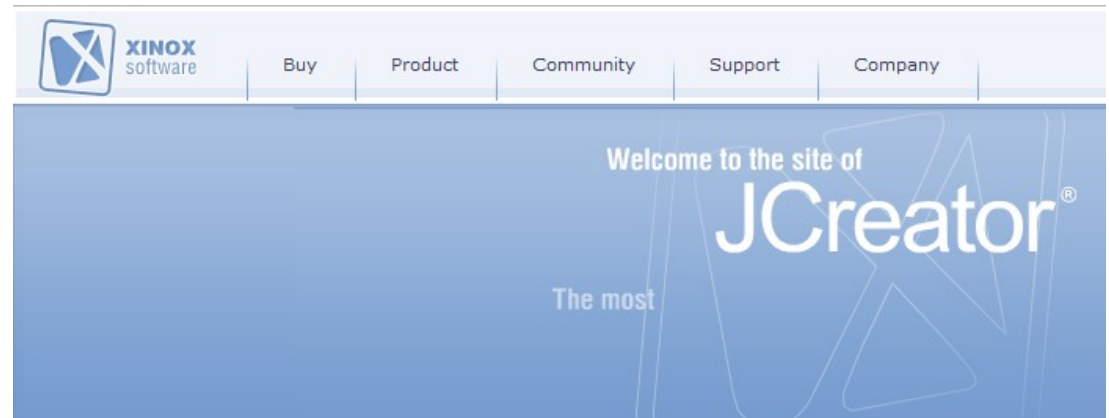 XINOX
software
Buy Product Community Support Company
Welcome to the site of
JCreator®
The most